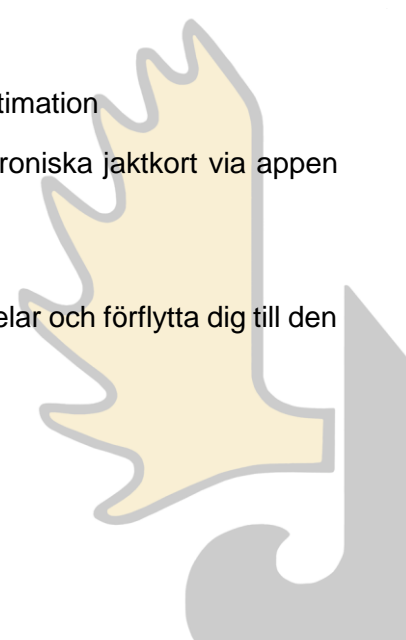 timation
roniska jaktkort via appen
elar och förflytta dig till den